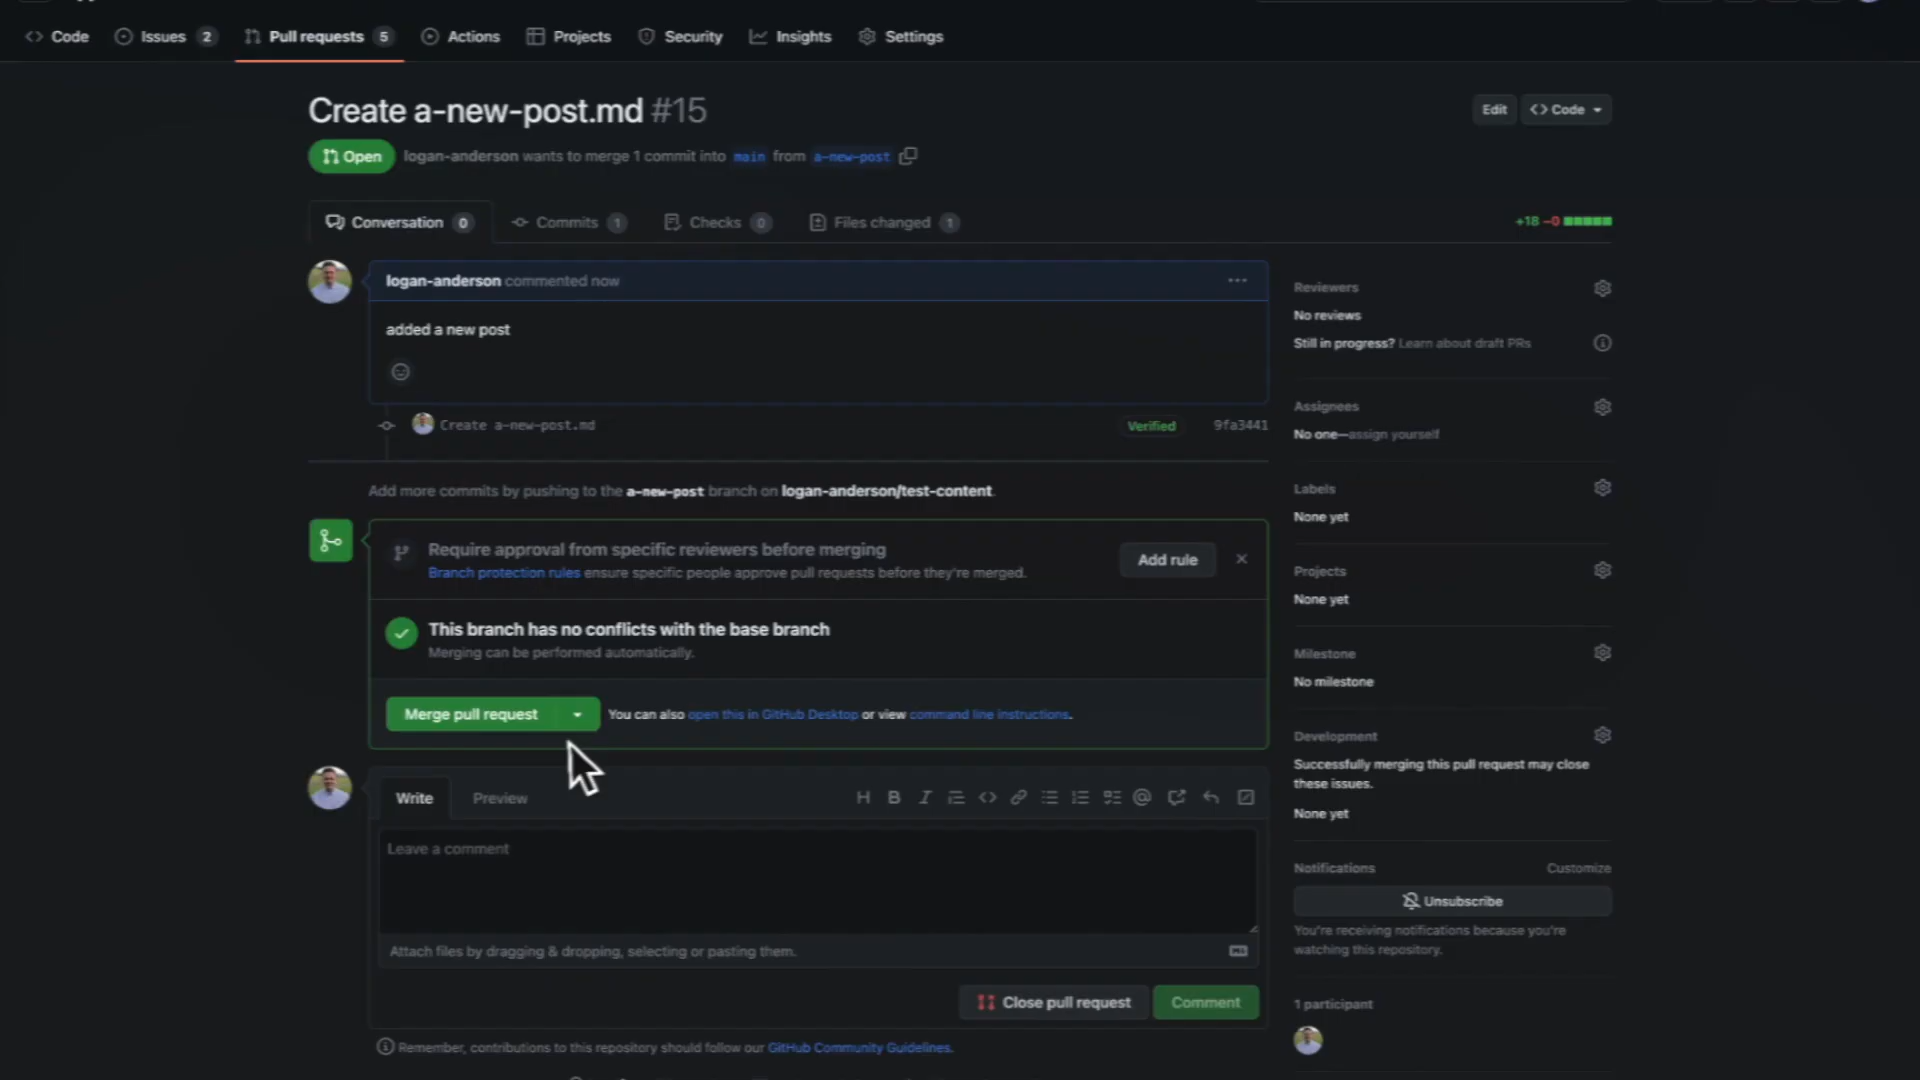 Code Issues 2 Pull requests 5 Actions Projects Security Insights Settings
Create a-new-post.md #15
Edit <> Code
Open logan-anderson wants to merge 1 commit into main from a-new-post
Conversation 0 Commits 1 Checks 0 Files changed 1
+18 −0
logan-anderson commented now
added a new post
Create a-new-post.md Verified 9fa3441
Add more commits by pushing to the a-new-post branch on logan-anderson/test-content.
Require approval from specific reviewers before merging
Branch protection rules ensure specific people approve pull requests before they're merged.
Add rule
This branch has no conflicts with the base branch
Merging can be performed automatically.
Merge pull request You can also open this in GitHub Desktop or view command line instructions.
Write Preview
Leave a comment
Attach files by dragging & dropping, selecting or pasting them.
Close pull request Comment
Remember, contributions to this repository should follow our GitHub Community Guidelines.
Reviewers
No reviews
Still in progress? Learn about draft PRs
Assignees
No one—assign yourself
Labels
None yet
Projects
None yet
Milestone
No milestone
Development
Successfully merging this pull request may close
these issues.
None yet
Notifications Customize
Unsubscribe
You're receiving notifications because you're
watching this repository.
1 participant